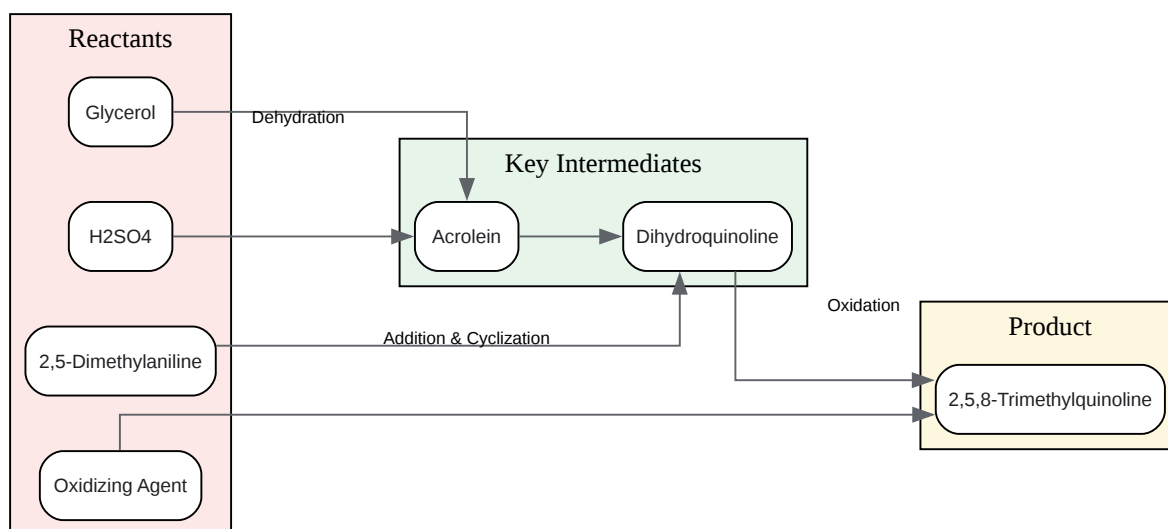 Reactants
Glycerol
Dehydration
Key Intermediates
H2SO4
Acrolein
Dihydroquinoline
Oxidation
Product
2,5-Dimethylaniline
Addition & Cyclization
2,5,8-Trimethylquinoline
Oxidizing Agent